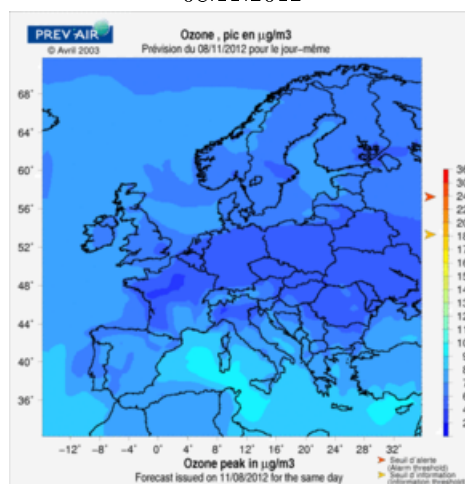 08/11/2012
PREV'AIR
© Avril 2003
Ozone , pic en µg/m3
Prévision du 08/11/2012 pour le jour-même
68°
64°
60°
56°
52°
48°
44°
40°
36°
−12° −8° −4° 0° 4° 8° 12° 16° 20° 24° 28° 32°
Ozone peak in µg/m3
Forecast issued on 11/08/2012 for the same day
Seuil d'alerte
(Alarm threshold)
Seuil d'information
(Information threshold)